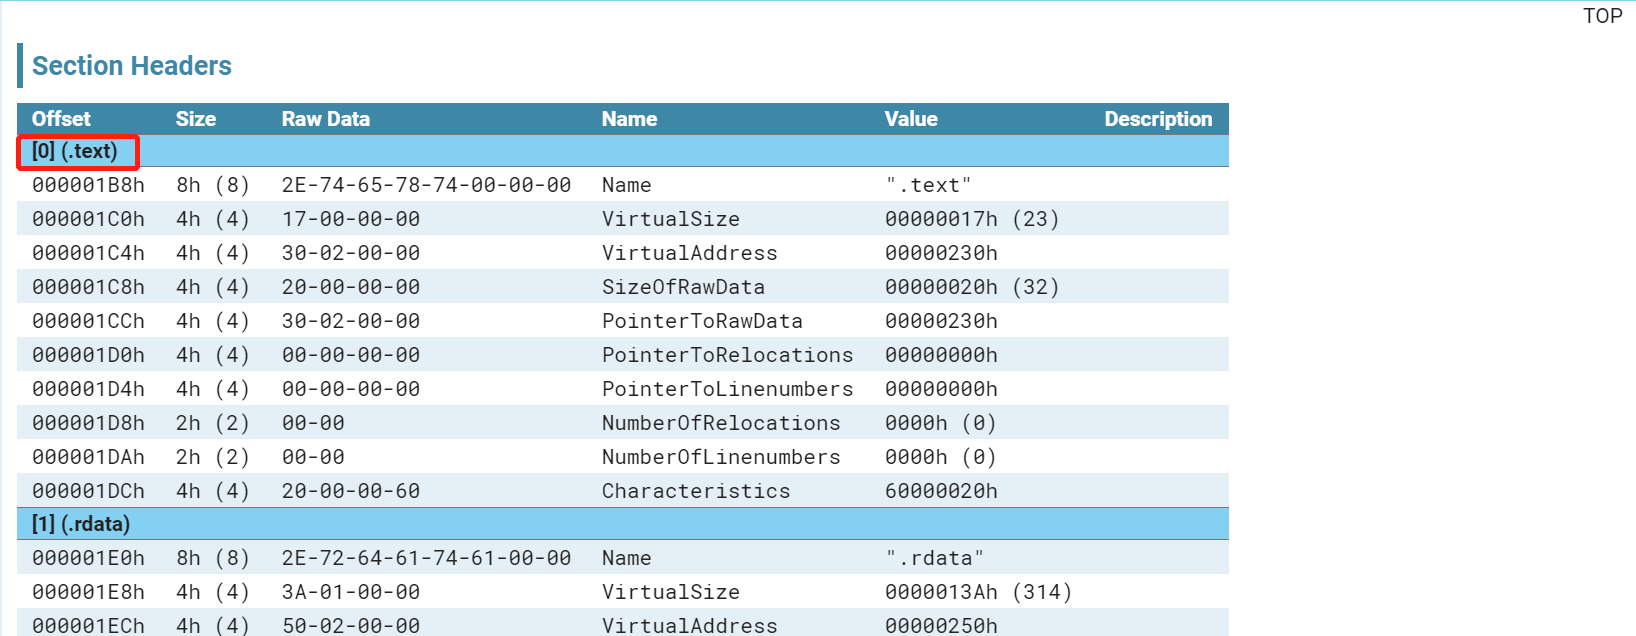 TOP
Section Headers
Offset Size Raw Data Name Value Description
[0] (.text)
000001B8h 8h (8) 2E-74-65-78-74-00-00-00 Name ".text"
000001C0h 4h (4) 17-00-00-00 VirtualSize 00000017h (23)
000001C4h 4h (4) 30-02-00-00 VirtualAddress 00000230h
000001C8h 4h (4) 20-00-00-00 SizeOfRawData 00000020h (32)
000001CCh 4h (4) 30-02-00-00 PointerToRawData 00000230h
000001D0h 4h (4) 00-00-00-00 PointerToRelocations 00000000h
000001D4h 4h (4) 00-00-00-00 PointerToLinenumbers 00000000h
000001D8h 2h (2) 00-00 NumberOfRelocations 0000h (0)
000001DAh 2h (2) 00-00 NumberOfLinenumbers 0000h (0)
000001DCh 4h (4) 20-00-00-60 Characteristics 60000020h
[1] (.rdata)
000001E0h 8h (8) 2E-72-64-61-74-61-00-00 Name ".rdata"
000001E8h 4h (4) 3A-01-00-00 VirtualSize 0000013Ah (314)
000001ECh 4h (4) 50-02-00-00 VirtualAddress 00000250h